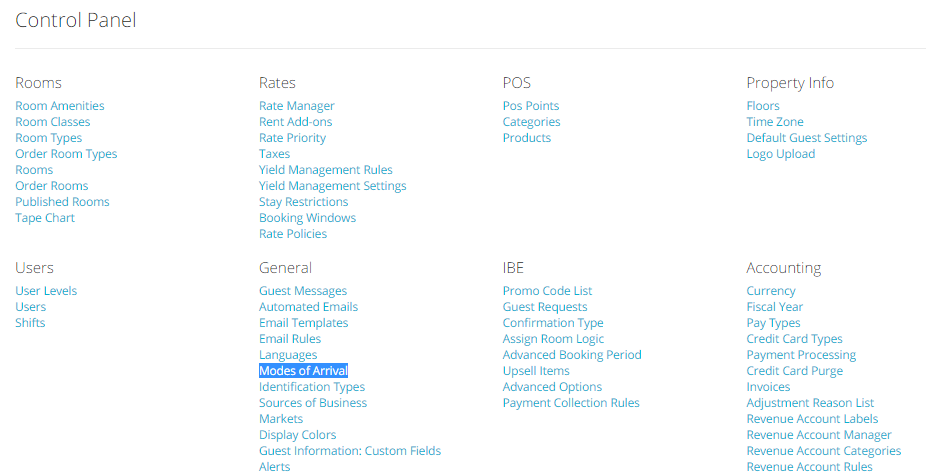 Control Panel
Rooms
Room Amenities
Room Classes
Room Types
Order Room Types
Rooms
Order Rooms
Published Rooms
Tape Chart
Rates
Rate Manager
Rent Add-ons
Rate Priority
Taxes
Yield Management Rules
Yield Management Settings
Stay Restrictions
Booking Windows
Rate Policies
POS
Pos Points
Categories
Products
Property Info
Floors
Time Zone
Default Guest Settings
Logo Upload
Users
User Levels
Users
Shifts
General
Guest Messages
Automated Emails
Email Templates
Email Rules
Languages
Modes of Arrival
Identification Types
Sources of Business
Markets
Display Colors
Guest Information: Custom Fields
Alerts
IBE
Promo Code List
Guest Requests
Confirmation Type
Assign Room Logic
Advanced Booking Period
Upsell Items
Advanced Options
Payment Collection Rules
Accounting
Currency
Fiscal Year
Pay Types
Credit Card Types
Payment Processing
Credit Card Purge
Invoices
Adjustment Reason List
Revenue Account Labels
Revenue Account Manager
Revenue Account Categories
Revenue Account Rules